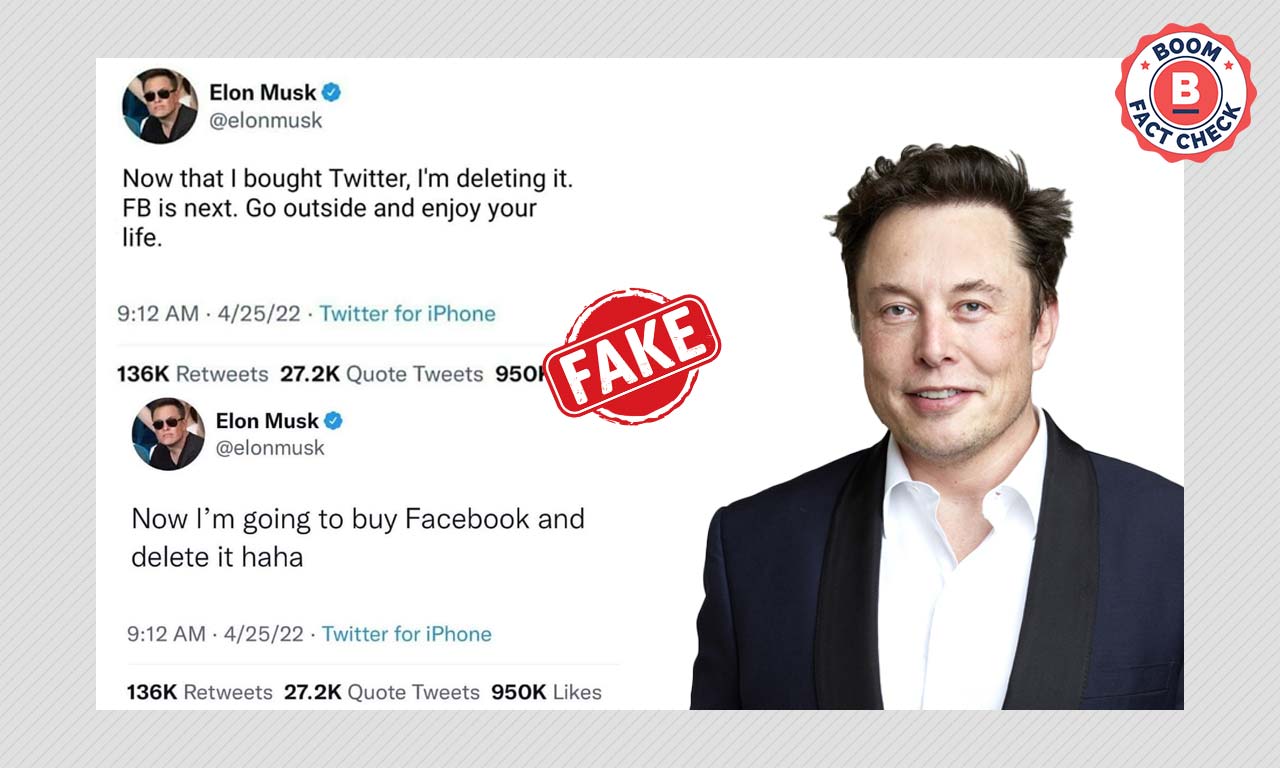 BOOM
B
FACT CHECK
Elon Musk
@elonmusk
Now that I bought Twitter, I'm deleting it.
FB is next. Go outside and enjoy your
life.
9:12 AM · 4/25/22 · Twitter for iPhone
136K Retweets 27.2K Quote Tweets 950K
FAKE
Elon Musk
@elonmusk
Now I’m going to buy Facebook and
delete it haha
9:12 AM · 4/25/22 · Twitter for iPhone
136K Retweets 27.2K Quote Tweets 950K Likes